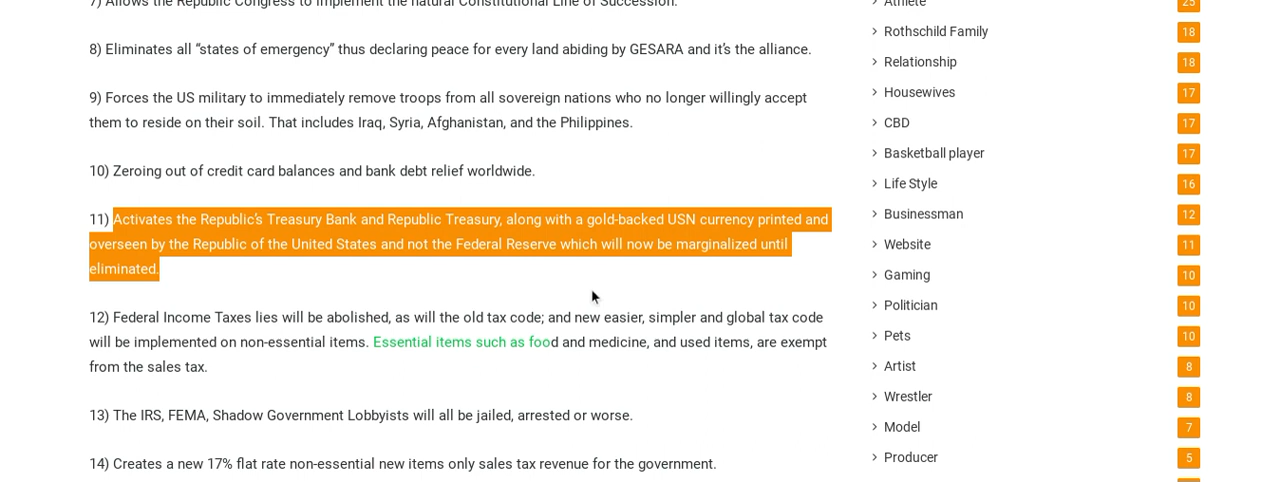 7) Allows the Republic Congress to implement the natural Constitutional Line of Succession.
8) Eliminates all “states of emergency” thus declaring peace for every land abiding by GESARA and it’s the alliance.
9) Forces the US military to immediately remove troops from all sovereign nations who no longer willingly accept
them to reside on their soil. That includes Iraq, Syria, Afghanistan, and the Philippines.
10) Zeroing out of credit card balances and bank debt relief worldwide.
11) Activates the Republic’s Treasury Bank and Republic Treasury, along with a gold-backed USN currency printed and
overseen by the Republic of the United States and not the Federal Reserve which will now be marginalized until
eliminated.
12) Federal Income Taxes lies will be abolished, as will the old tax code; and new easier, simpler and global tax code
will be implemented on non-essential items. Essential items such as food and medicine, and used items, are exempt
from the sales tax.
13) The IRS, FEMA, Shadow Government Lobbyists will all be jailed, arrested or worse.
14) Creates a new 17% flat rate non-essential new items only sales tax revenue for the government.
Athlete 25
Rothschild Family 18
Relationship 18
Housewives 17
CBD 17
Basketball player 17
Life Style 16
Businessman 12
Website 11
Gaming 10
Politician 10
Pets 10
Artist 8
Wrestler 8
Model 7
Producer 5